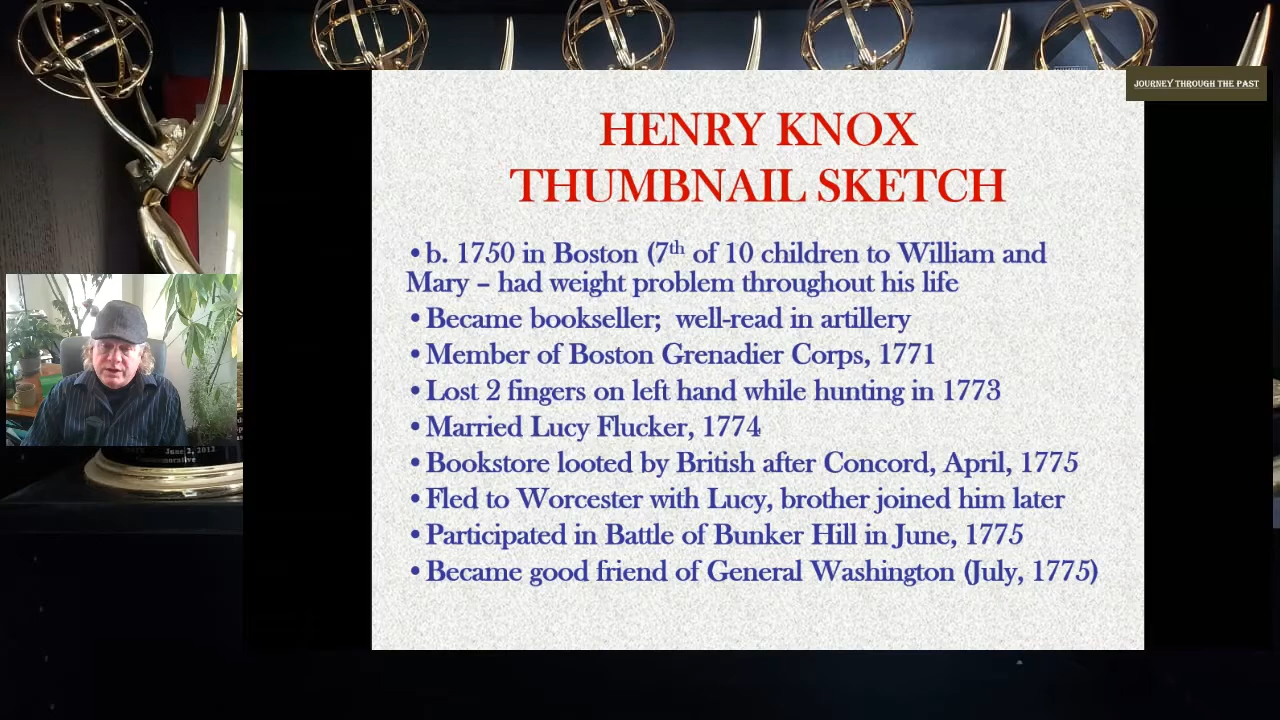 JOURNEY THROUGH THE PAST
HENRY KNOX
THUMBNAIL SKETCH
• b. 1750 in Boston (7th of 10 children to William and
Mary – had weight problem throughout his life
• Became bookseller; well-read in artillery
• Member of Boston Grenadier Corps, 1771
• Lost 2 fingers on left hand while hunting in 1773
• Married Lucy Flucker, 1774
• Bookstore looted by British after Concord, April, 1775
• Fled to Worcester with Lucy, brother joined him later
• Participated in Battle of Bunker Hill in June, 1775
• Became good friend of General Washington (July, 1775)
June 2, 2012
Commemorative